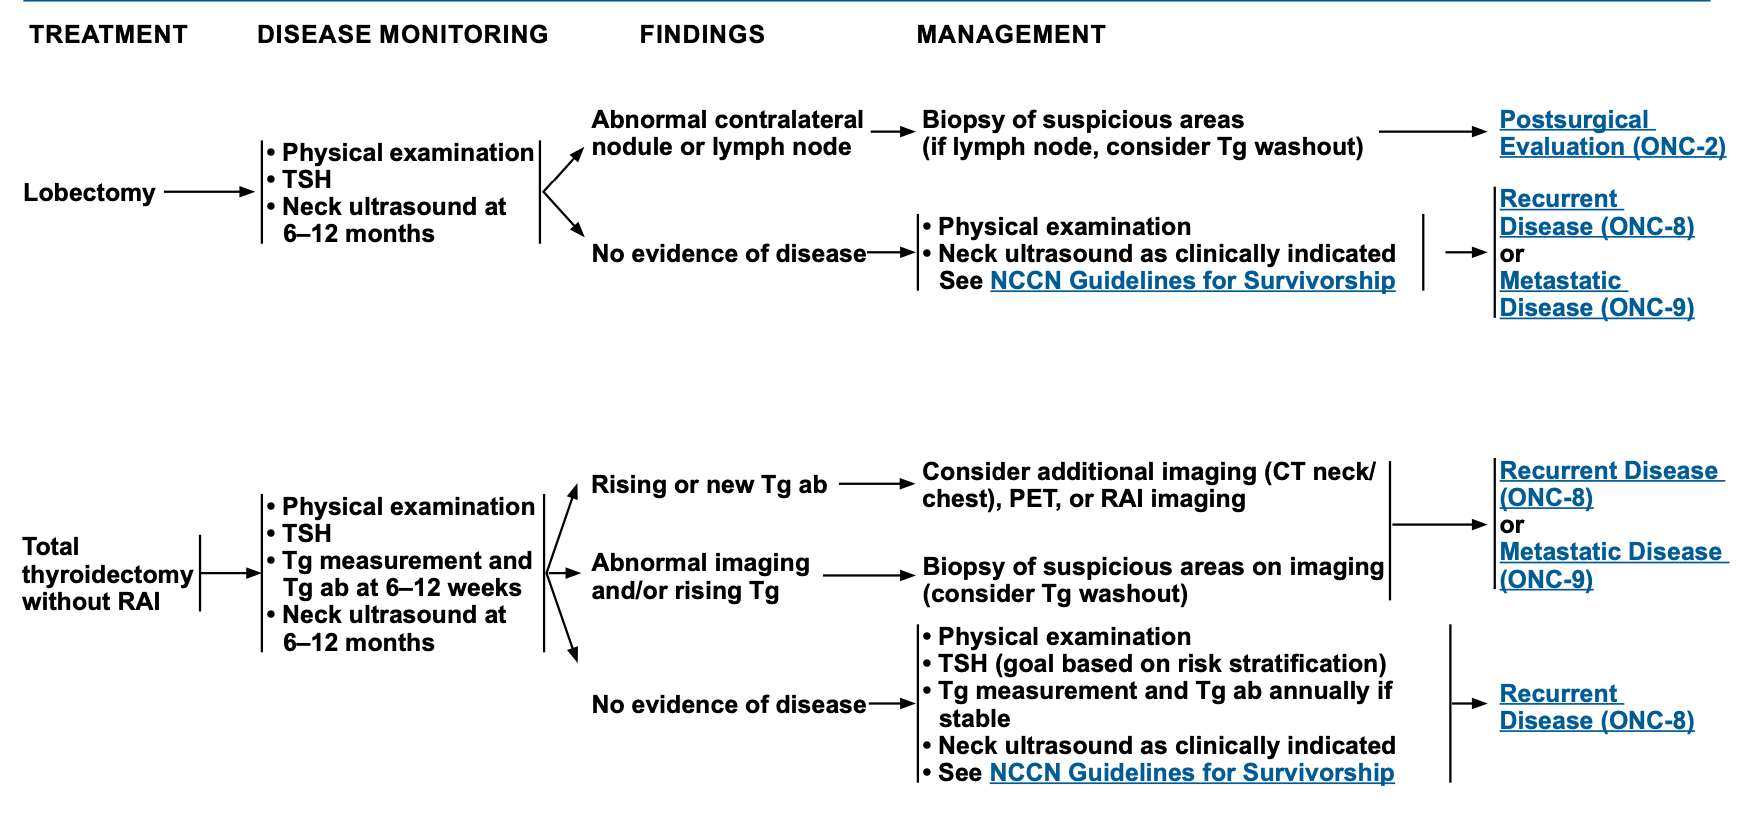 TREATMENT DISEASE MONITORING FINDINGS MANAGEMENT
Lobectomy
• Physical examination
• TSH
• Neck ultrasound at
6–12 months
Abnormal contralateral
nodule or lymph node
Biopsy of suspicious areas
(if lymph node, consider Tg washout)
Postsurgical
Evaluation (ONC-2)
No evidence of disease
• Physical examination
• Neck ultrasound as clinically indicated
See NCCN Guidelines for Survivorship
Recurrent
Disease (ONC-8)
or
Metastatic
Disease (ONC-9)
Total
thyroidectomy
without RAI
• Physical examination
• TSH
• Tg measurement and
Tg ab at 6–12 weeks
• Neck ultrasound at
6–12 months
Rising or new Tg ab
Consider additional imaging (CT neck/
chest), PET, or RAI imaging
Abnormal imaging
and/or rising Tg
Biopsy of suspicious areas on imaging
(consider Tg washout)
Recurrent Disease
(ONC-8)
or
Metastatic Disease
(ONC-9)
No evidence of disease
• Physical examination
• TSH (goal based on risk stratification)
• Tg measurement and Tg ab annually if
stable
• Neck ultrasound as clinically indicated
• See NCCN Guidelines for Survivorship
Recurrent
Disease (ONC-8)